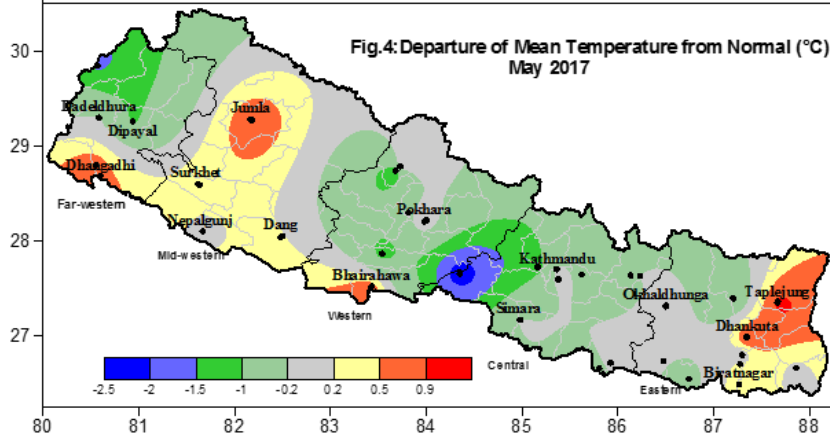 Fig.4:Departure of Mean Temperature from Normal (°C)
May 2017
30
29
28
27
Dadeldhura
Dipayal
Jumla
Dhangadhi
Surkhet
Far-western
Nepalgunj
Dang
Mid-western
Pokhara
Bhairahawa
Western
Kathmandu
Simara
Okhaldhunga
Taplejung
Dhankuta
Biratnagar
Central
Eastern
-2.5 -2 -1.5 -1 -0.2 0.2 0.5 0.9
80 81 82 83 84 85 86 87 88